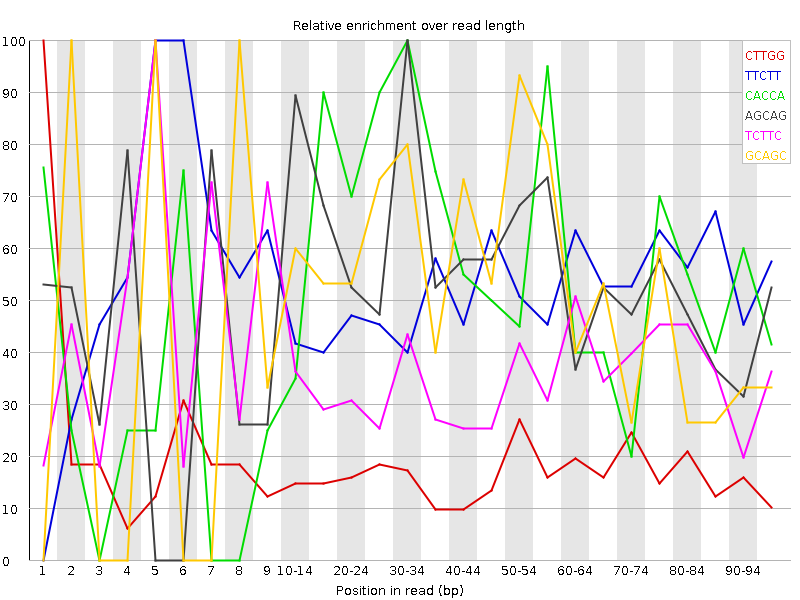 Relative enrichment over read length
100
90
80
70
60
50
40
30
20
10
0
CTTGG
TTCTT
CACCA
AGCAG
TCTTC
GCAGC
1 2 3 4 5 6 7 8 9 10-14 20-24 30-34 40-44 50-54 60-64 70-74 80-84 90-94
Position in read (bp)